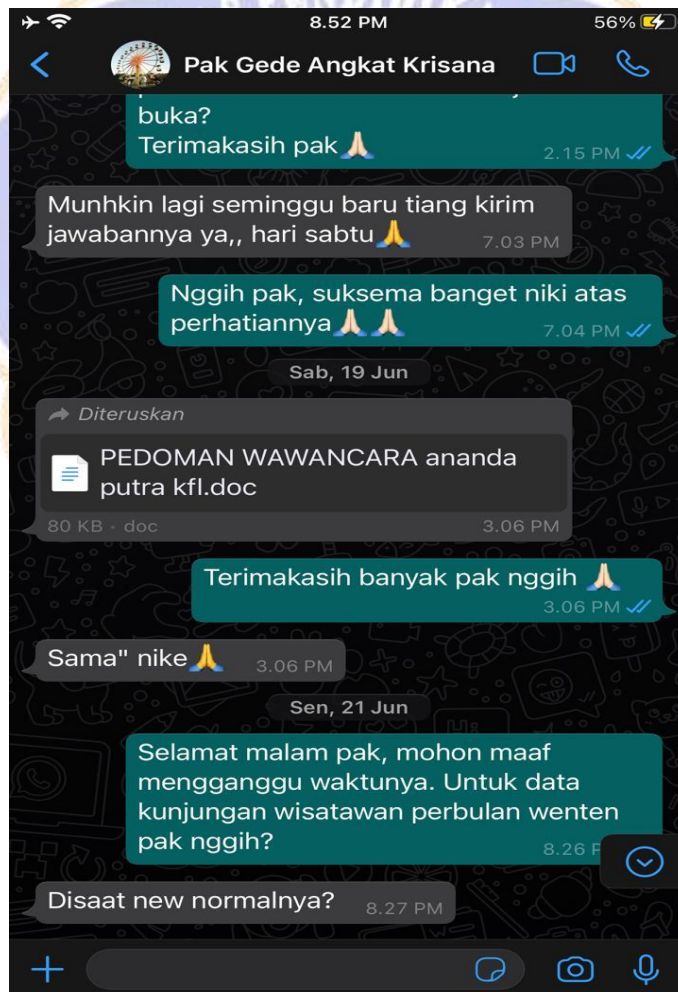 8.52 PM
56%
Pak Gede Angkat Krisana
buka?
Terimakasih pak🙏🏻
2.15 PM
Munhkin lagi seminggu baru tiang kirim
jawabannya ya,, hari sabtu🙏
7.03 PM
Nggih pak, suksema banget niki atas
perhatiannya🙏🏻🙏🏻
7.04 PM
Sab, 19 Jun
Diteruskan
PEDOMAN WAWANCARA ananda
putra kfl.doc
80 KB · doc
3.06 PM
Terimakasih banyak pak nggih 🙏🏻
3.06 PM
Sama" nike🙏
3.06 PM
Sen, 21 Jun
Selamat malam pak, mohon maaf
mengganggu waktunya. Untuk data
kunjungan wisatawan perbulan wenten
pak nggih?
8.26 P
Disaat new normalnya?
8.27 PM